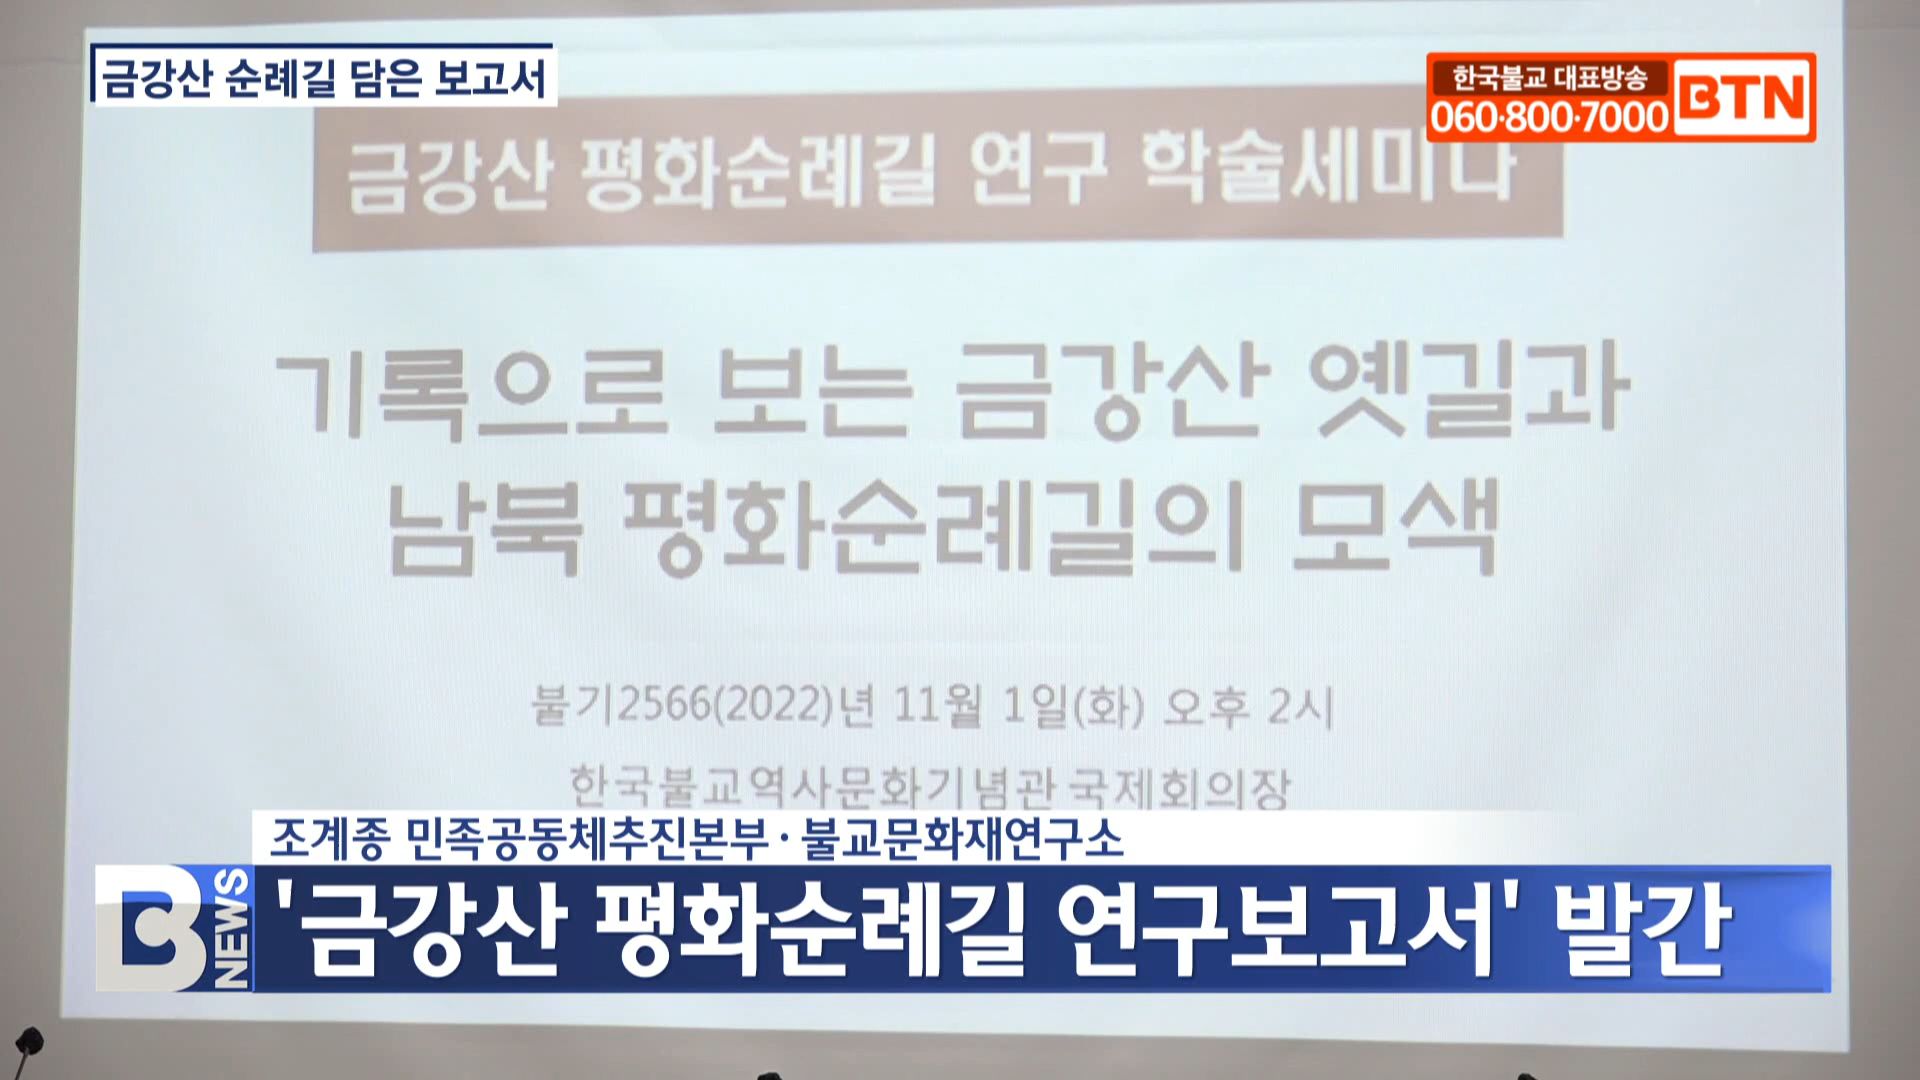 금강산 순례길 담은 보고서
한국불교 대표방송
060·800·7000
BTN
금강산 평화순례길 연구 학술세미나
기록으로 보는 금강산 옛길과
남북 평화순례길의 모색
불기2566(2022)년 11월 1일(화) 오후 2시
한국불교역사문화기념관 국제회의장
조계종 민족공동체추진본부·불교문화재연구소
B NEWS
'금강산 평화순례길 연구보고서' 발간